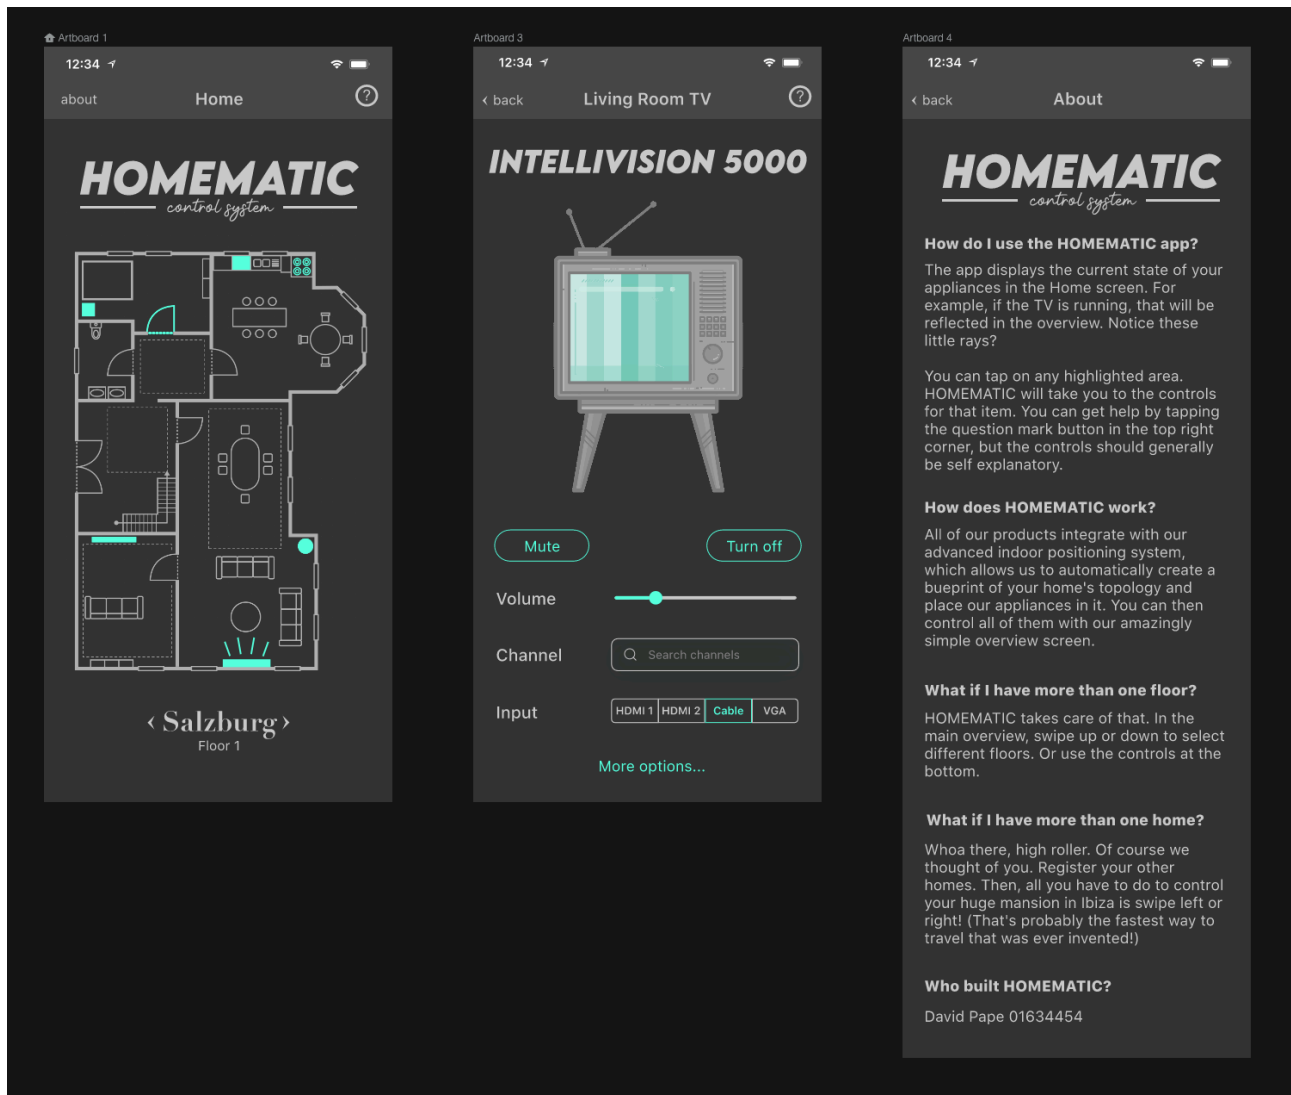 Artboard 1
12:34
about
Home
?
HOMEMATIC
control system
‹ Salzburg ›
Floor 1
Artboard 3
12:34
‹ back
Living Room TV
?
INTELLIVISION 5000
Mute
Turn off
Volume
Channel
Search channels
Input
HDMI 1
HDMI 2
Cable
VGA
More options...
Artboard 4
12:34
‹ back
About
HOMEMATIC
control system
How do I use the HOMEMATIC app?
The app displays the current state of your
appliances in the Home screen. For
example, if the TV is running, that will be
reflected in the overview. Notice these
little rays?
You can tap on any highlighted area.
HOMEMATIC will take you to the controls
for that item. You can get help by tapping
the question mark button in the top right
corner, but the controls should generally
be self explanatory.
How does HOMEMATIC work?
All of our products integrate with our
advanced indoor positioning system,
which allows us to automatically create a
bueprint of your home's topology and
place our appliances in it. You can then
control all of them with our amazingly
simple overview screen.
What if I have more than one floor?
HOMEMATIC takes care of that. In the
main overview, swipe up or down to select
different floors. Or use the controls at the
bottom.
What if I have more than one home?
Whoa there, high roller. Of course we
thought of you. Register your other
homes. Then, all you have to do to control
your huge mansion in Ibiza is swipe left or
right! (That's probably the fastest way to
travel that was ever invented!)
Who built HOMEMATIC?
David Pape 01634454